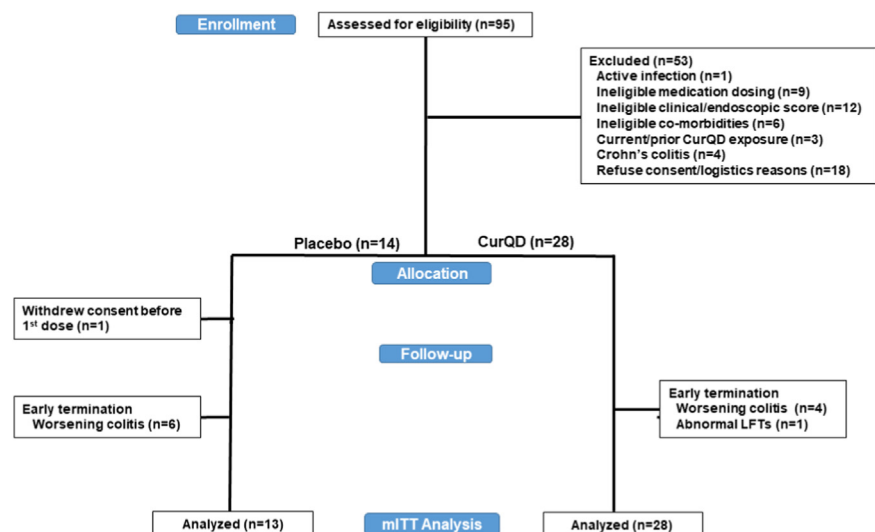 Enrollment
Assessed for eligibility (n=95)
Excluded (n=53)
Active infection (n=1)
Ineligible medication dosing (n=9)
Ineligible clinical/endoscopic score (n=12)
Ineligible co-morbidities (n=6)
Current/prior CurQD exposure (n=3)
Crohn's colitis (n=4)
Refuse consent/logistics reasons (n=18)
Placebo (n=14)
CurQD (n=28)
Allocation
Withdrew consent before
1st dose (n=1)
Follow-up
Early termination
Worsening colitis (n=6)
Early termination
Worsening colitis (n=4)
Abnormal LFTs (n=1)
Analyzed (n=13)
mITT Analysis
Analyzed (n=28)